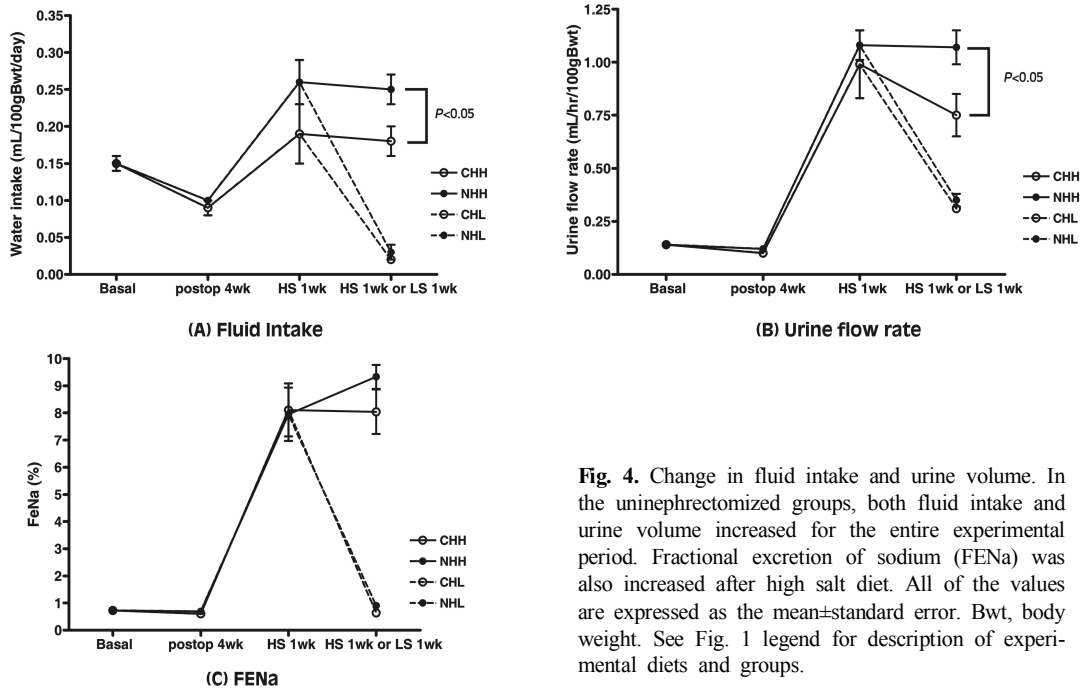 0.35
0.30
0.25
0.20
0.15
0.10
0.05
0.00
Water intake (mL/100gBwt/day)
P<0.05
CHH
NHH
CHL
NHL
Basal postop 4wk HS 1wk HS 1wk or LS 1wk
(A) Fluid Intake
1.25
1.00
0.75
0.50
0.25
0.00
Urine flow rate (mL/hr/100gBwt)
P<0.05
CHH
NHH
CHL
NHL
Basal postop 4wk HS 1wk HS 1wk or LS 1wk
(B) Urine flow rate
10
9
8
7
6
5
4
3
2
1
0
FeNa (%)
CHH
NHH
CHL
NHL
Basal postop 4wk HS 1wk HS 1wk or LS 1wk
(C) FENa
Fig. 4. Change in fluid intake and urine volume. In
the uninephrectomized groups, both fluid intake and
urine volume increased for the entire experimental
period. Fractional excretion of sodium (FENa) was
also increased after high salt diet. All of the values
are expressed as the mean±standard error. Bwt, body
weight. See Fig. 1 legend for description of experi-
mental diets and groups.